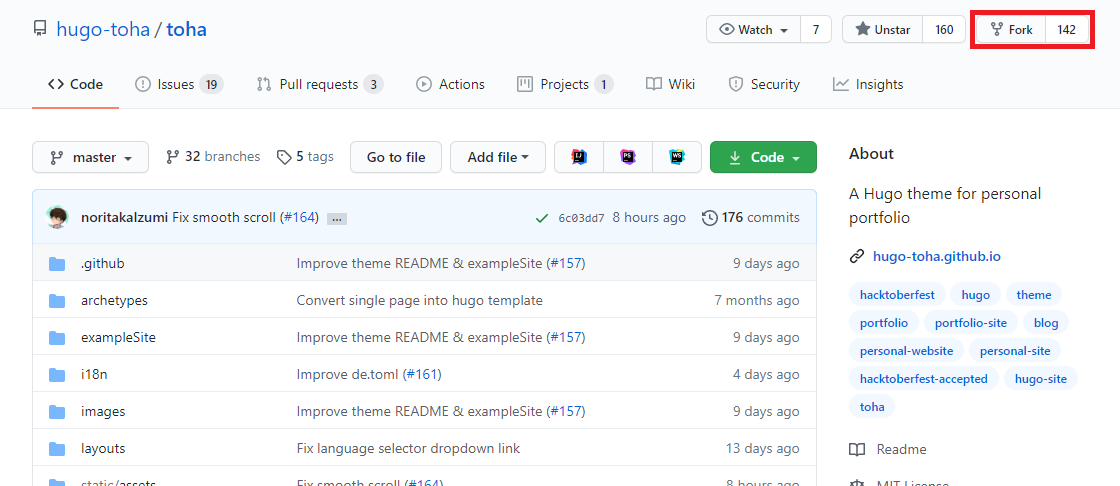 hugo-toha / toha
Watch 7
Unstar 160
Fork 142
Code
Issues 19
Pull requests 3
Actions
Projects 1
Wiki
Security
Insights
master
32 branches
5 tags
Go to file
Add file
IJ
PS
WS
Code
noritakaIzumi Fix smooth scroll (#164) ...
6c03dd7 8 hours ago
176 commits
.github Improve theme README & exampleSite (#157) 9 days ago
archetypes Convert single page into hugo template 7 months ago
exampleSite Improve theme README & exampleSite (#157) 9 days ago
i18n Improve de.toml (#161) 4 days ago
images Improve theme README & exampleSite (#157) 9 days ago
layouts Fix language selector dropdown link 13 days ago
static/assets Fix smooth scroll (#164) 8 hours ago
About
A Hugo theme for personal
portfolio
hugo-toha.github.io
hacktoberfest hugo theme
portfolio portfolio-site blog
personal-website personal-site
hacktoberfest-accepted hugo-site
toha
Readme
MIT License